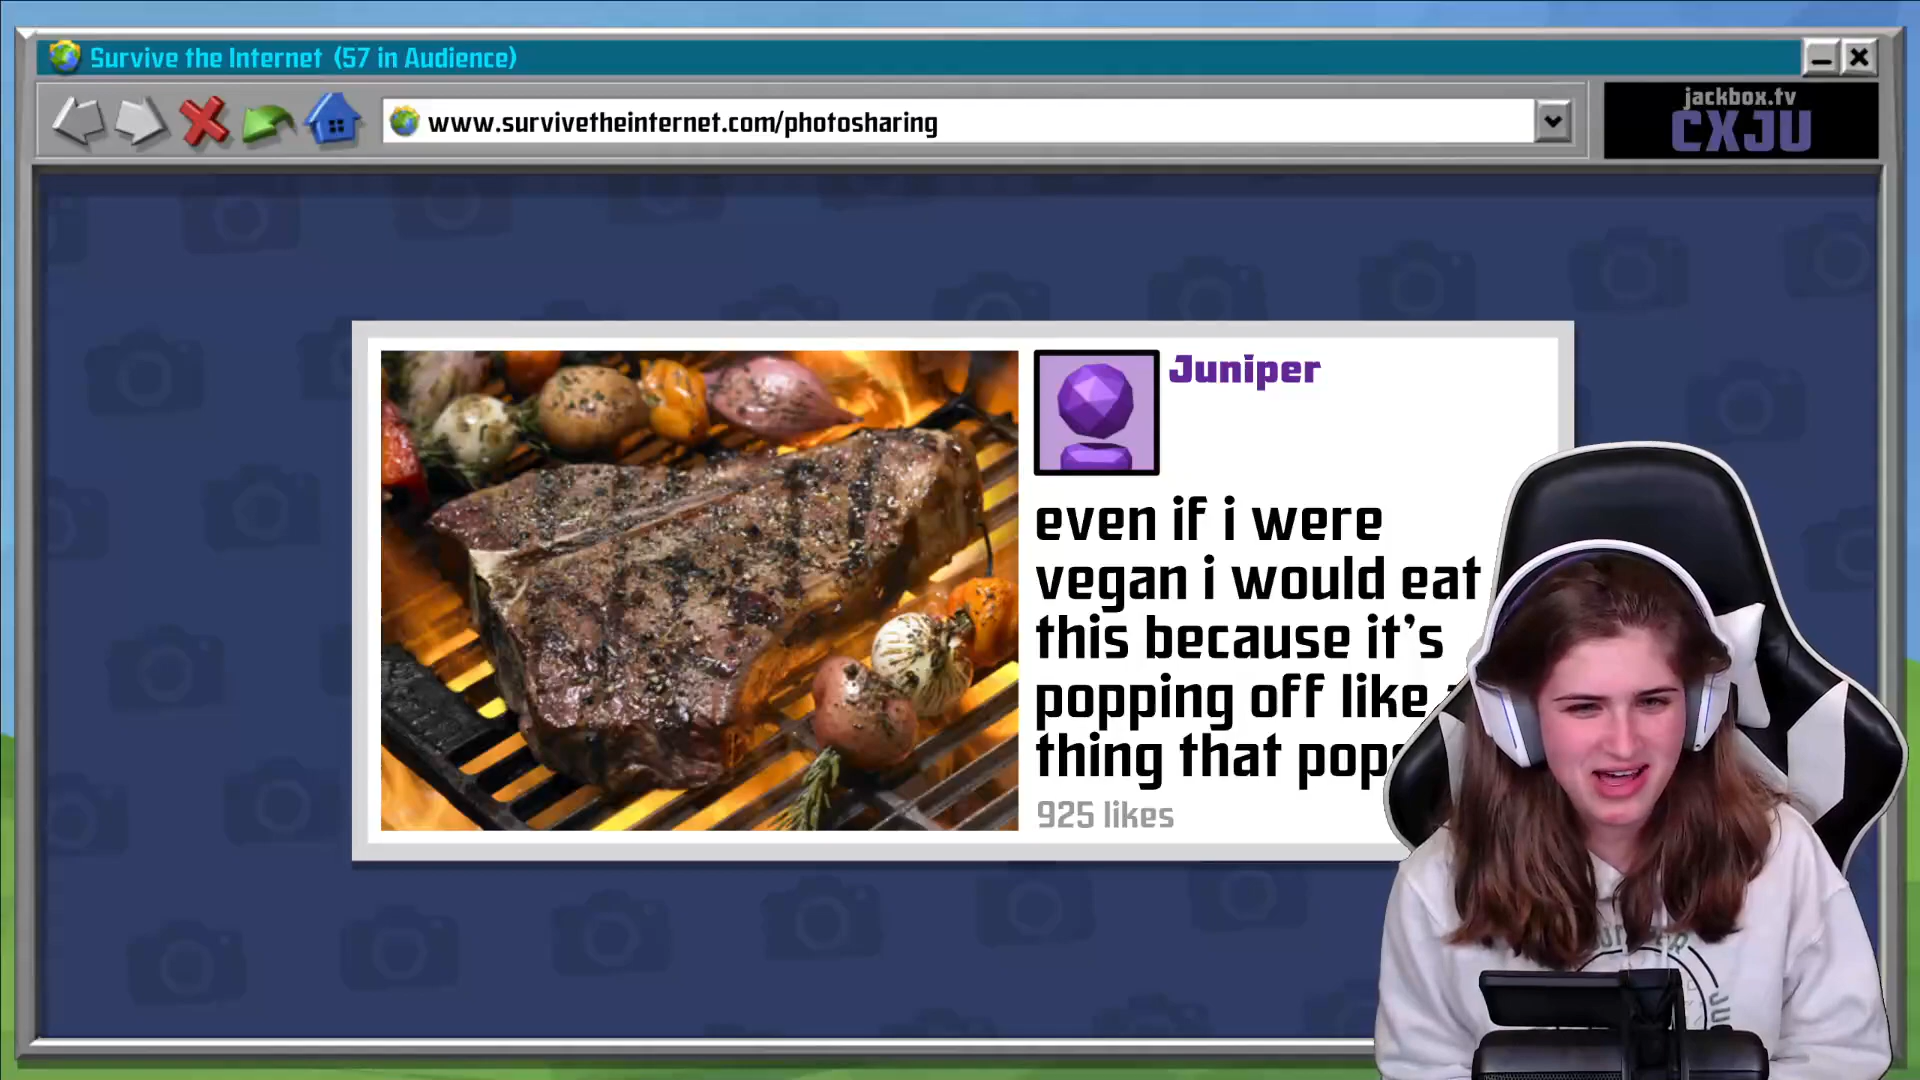 Survive the Internet (57 in Audience)
www.survivetheinternet.com/photosharing
jackbox.tv
CXJU
Juniper
even if i were
vegan i would eat
this because it's
popping off like
thing that pops
925 likes